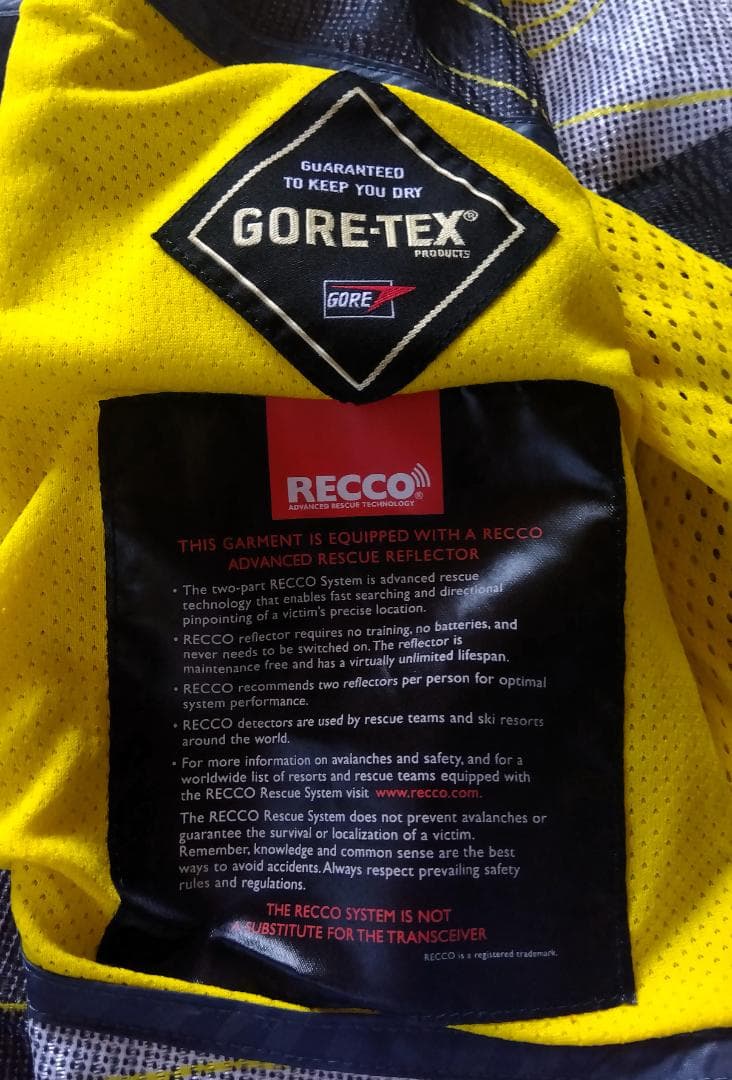 GUARANTEED
TO KEEP YOU DRY
GORE-TEX®
PRODUCTS
GORE
RECCO®
ADVANCED RESCUE TECHNOLOGY
THIS GARMENT IS EQUIPPED WITH A RECCO
ADVANCED RESCUE REFLECTOR
• The two-part RECCO System is advanced rescue
technology that enables fast searching and directional
pinpointing of a victim's precise location.
• RECCO reflector requires no training, no batteries, and
never needs to be switched on. The reflector is
maintenance free and has a virtually unlimited lifespan.
• RECCO recommends two reflectors per person for optimal
system performance.
• RECCO detectors are used by rescue teams and ski resorts
around the world.
• For more information on avalanches and safety, and for a
worldwide list of resorts and rescue teams equipped with
the RECCO Rescue System visit www.recco.com.
The RECCO Rescue System does not prevent avalanches or
guarantee the survival or localization of a victim.
Remember, knowledge and common sense are the best
ways to avoid accidents. Always respect prevailing safety
rules and regulations.
THE RECCO SYSTEM IS NOT
A SUBSTITUTE FOR THE TRANSCEIVER
RECCO is a registered trademark.